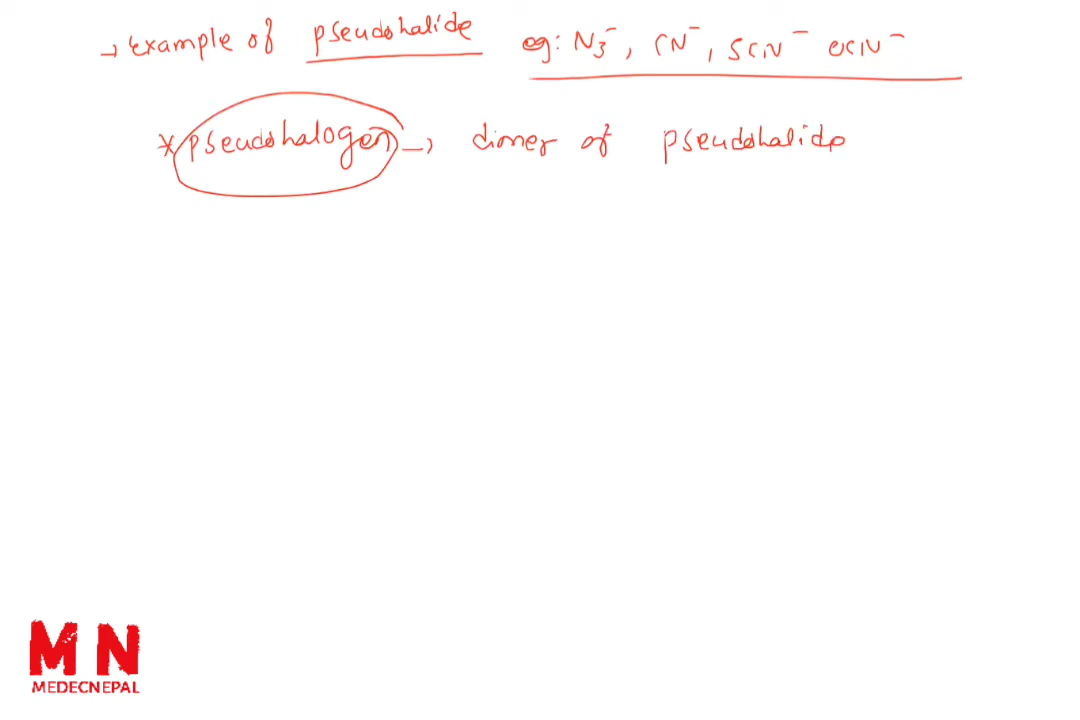 → example of pseudohalide eg: N₃⁻, CN⁻, SCN⁻ OCN⁻
* pseudohalogen → dimer of pseudohalide
MN
MEDECNEPAL